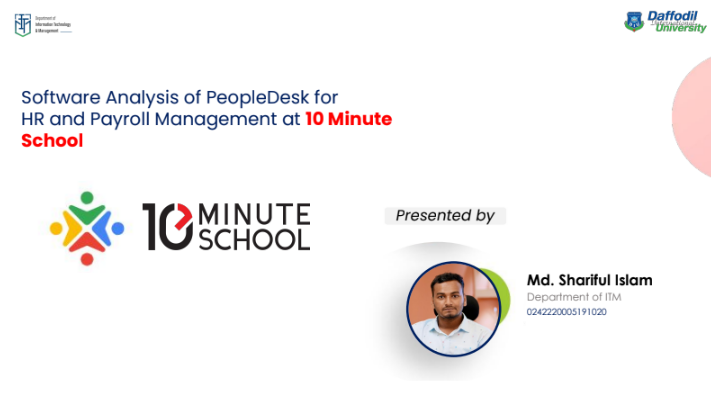 Department of
Information Technology
& Management
Daffodil
International
University
Software Analysis of PeopleDesk for
HR and Payroll Management at 10 Minute
School
10 MINUTE
SCHOOL
Presented by
Md. Shariful Islam
Department of ITM
0242220005191020